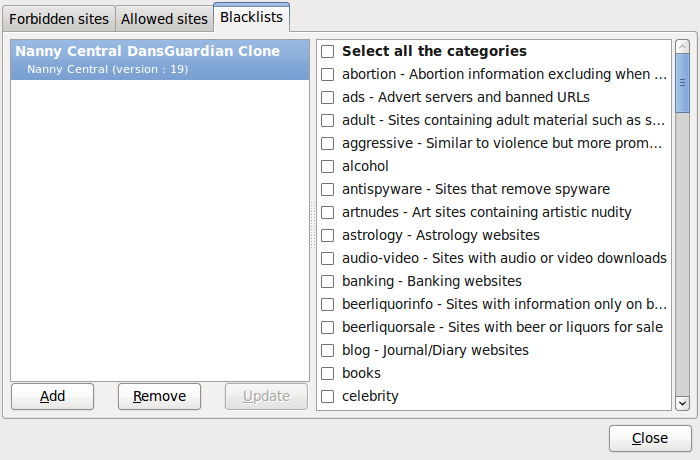 Forbidden sites
Allowed sites
Blacklists
Nanny Central DansGuardian Clone
Nanny Central (version : 19)
Select all the categories
abortion - Abortion information excluding when ...
ads - Advert servers and banned URLs
adult - Sites containing adult material such as s...
aggressive - Similar to violence but more prom...
alcohol
antispyware - Sites that remove spyware
artnudes - Art sites containing artistic nudity
astrology - Astrology websites
audio-video - Sites with audio or video downloads
banking - Banking websites
beerliquorinfo - Sites with information only on b...
beerliquorsale - Sites with beer or liquors for sale
blog - Journal/Diary websites
books
celebrity
Add
Remove
Update
Close